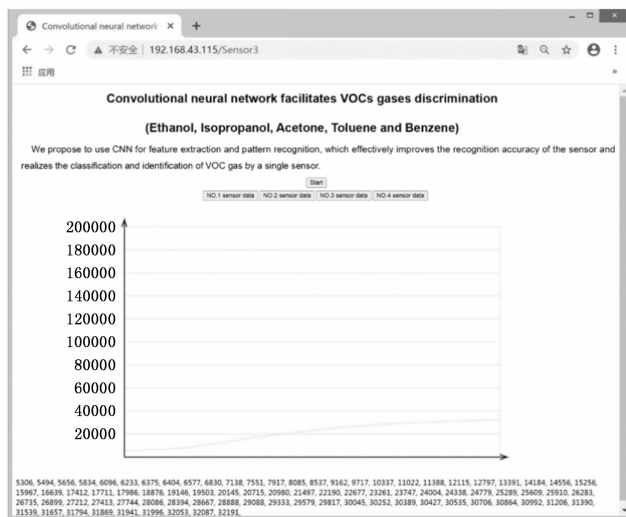 Convolutional neural network
不安全 | 192.168.43.115/Sensor3
应用
Convolutional neural network facilitates VOCs gases discrimination
(Ethanol, Isopropanol, Acetone, Toluene and Benzene)
We propose to use CNN for feature extraction and pattern recognition, which effectively improves the recognition accuracy of the sensor and
realizes the classification and identification of VOC gas by a single sensor.
Start
NO.1 sensor data NO.2 sensor data NO.3 sensor data NO.4 sensor data
200000
180000
160000
140000
120000
100000
80000
60000
40000
20000
5306, 5494, 5656, 5834, 6096, 6233, 6375, 6404, 6577, 6830, 7138, 7551, 7917, 8085, 8537, 9162, 9717, 10337, 11022, 11388, 12115, 12797, 13391, 14184, 14556, 15256,
15967, 16639, 17412, 17711, 17986, 18876, 19146, 19503, 20145, 20715, 20980, 21497, 22190, 22677, 23261, 23747, 24004, 24338, 24779, 25289, 25609, 25910, 26283,
26735, 26899, 27212, 27413, 27744, 28086, 28394, 28667, 28888, 29088, 29333, 29579, 29817, 30045, 30252, 30389, 30427, 30535, 30706, 30864, 30992, 31206, 31390,
31539, 31657, 31794, 31869, 31941, 31996, 32053, 32087, 32191,